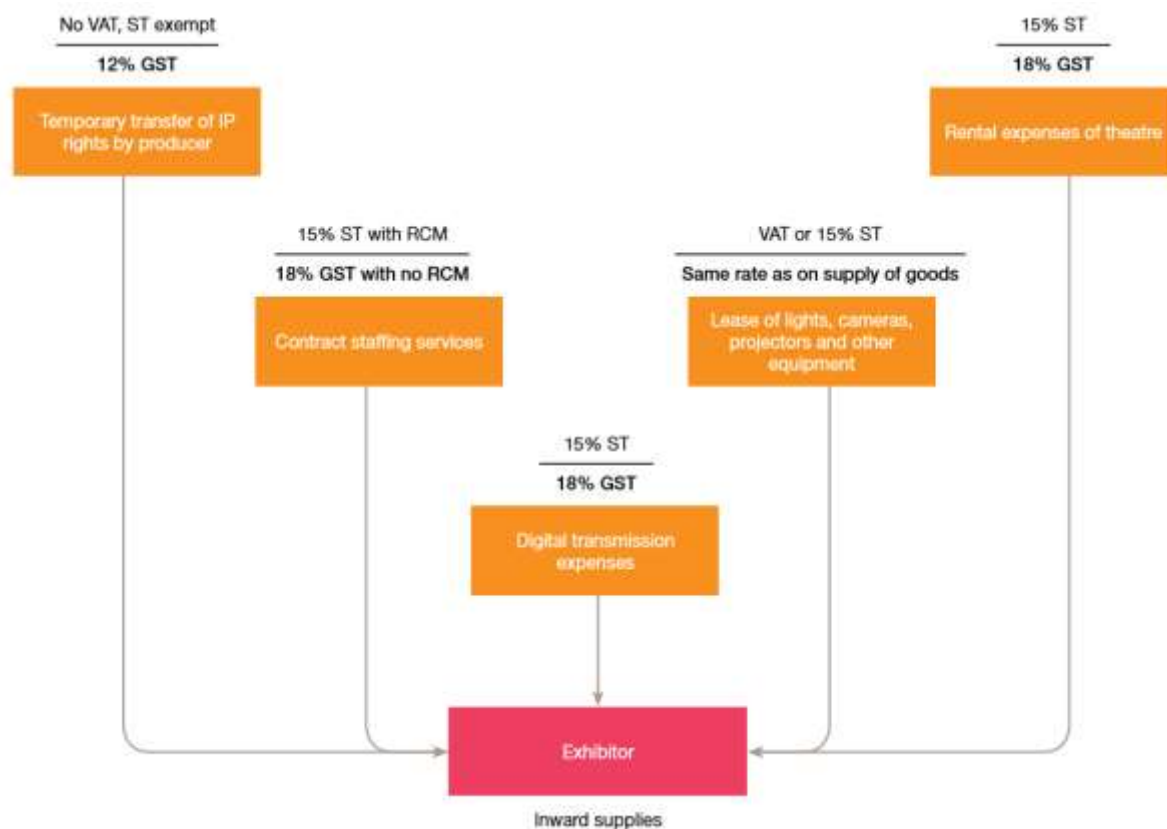 No VAT, ST exempt
12% GST
Temporary transfer of IP
rights by producer
15% ST
18% GST
Rental expenses of theatre
15% ST with RCM
18% GST with no RCM
Contract staffing services
VAT or 15% ST
Same rate as on supply of goods
Lease of lights, cameras,
projectors and other
equipment
15% ST
18% GST
Digital transmission
expenses
Exhibitor
Inward supplies